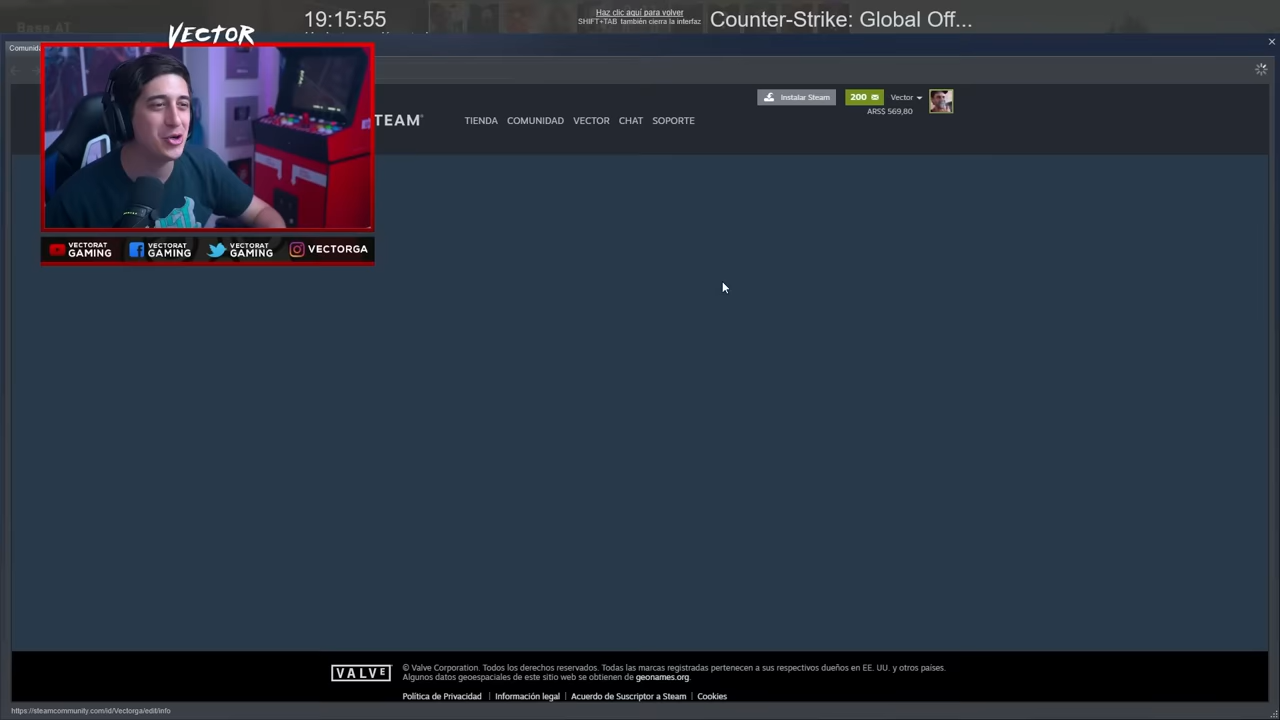 19:15:55
Haz clic aquí para volver
SHIFT+TAB también cierra la interfaz
Counter-Strike: Global Off...
VECTOR
Comunida
Instalar Steam
200
Vector
ARS$ 569,80
TEAM®
TIENDA COMUNIDAD VECTOR CHAT SOPORTE
VECTORAT GAMING
VECTORAT GAMING
VECTORAT GAMING
VECTORGA
VALVE
© Valve Corporation. Todos los derechos reservados. Todas las marcas registradas pertenecen a sus respectivos dueños en EE. UU. y otros países.
Algunos datos geoespaciales de este sitio web se obtienen de geonames.org.
Política de Privacidad | Información legal | Acuerdo de Suscriptor a Steam | Cookies
https://steamcommunity.com/id/Vectorga/edit/info